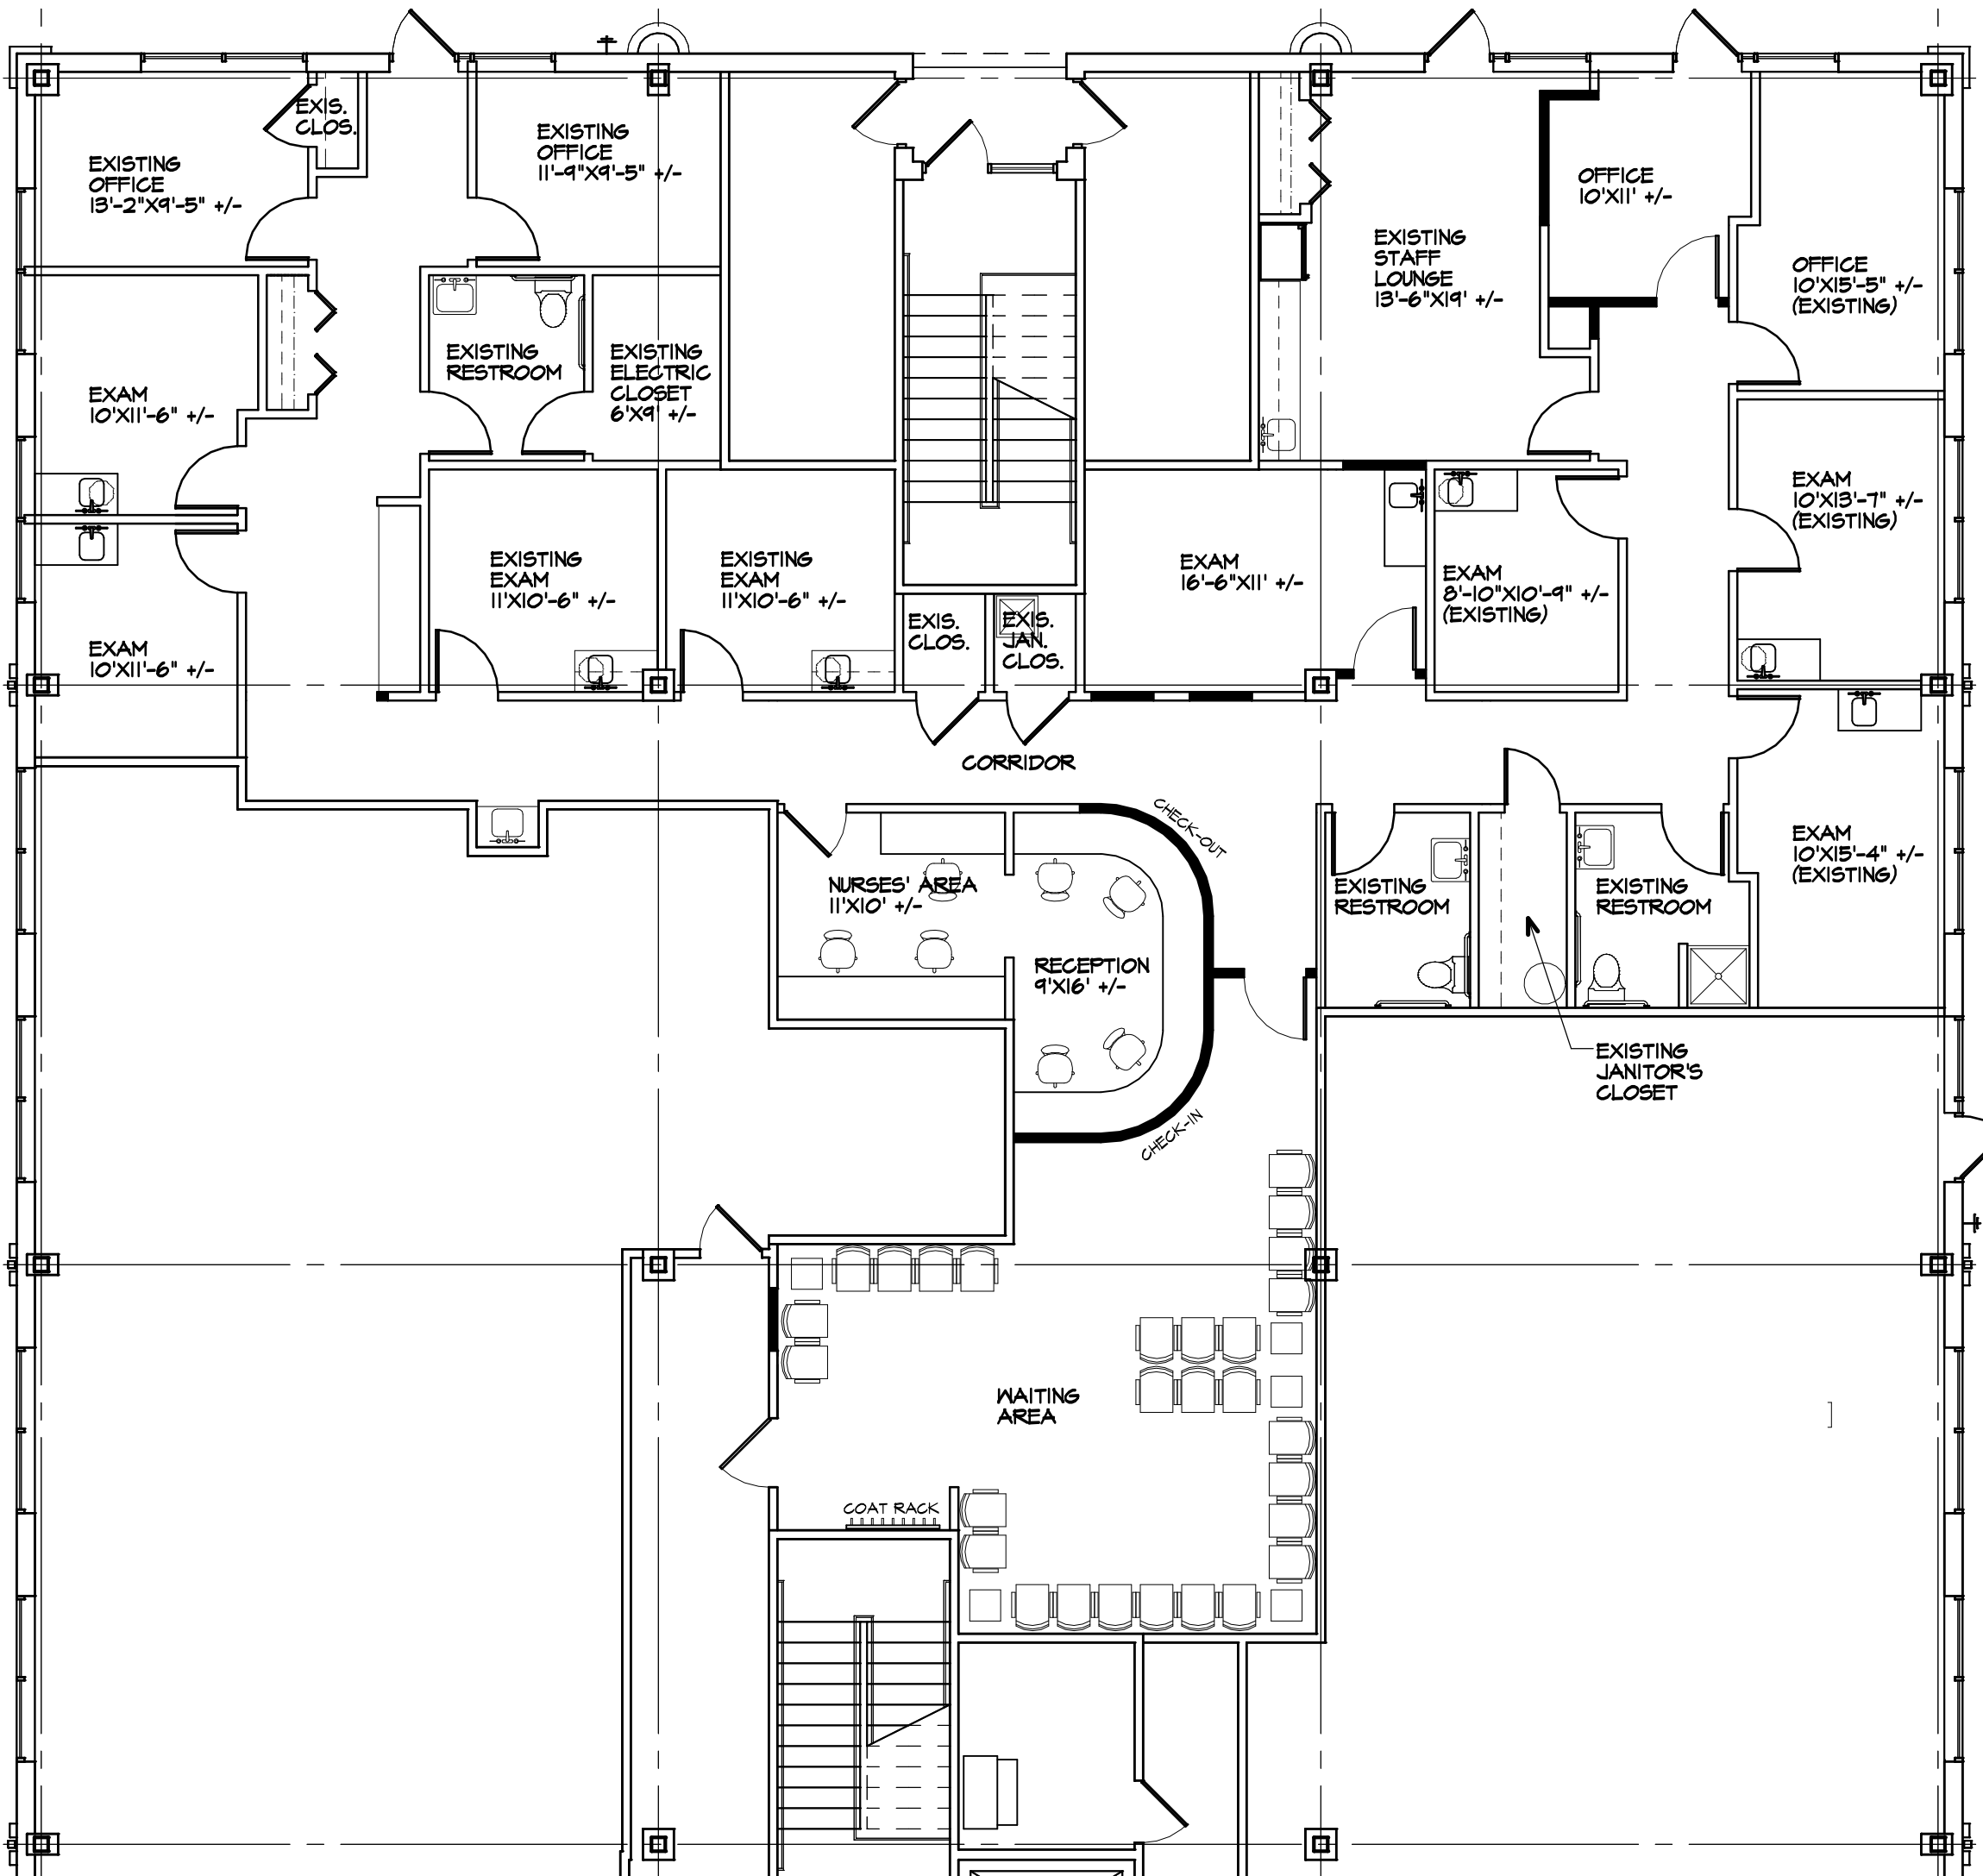 EXIS.
CLOS.
EXISTING
OFFICE
13'-2"X9'-5" +/-
EXISTING
OFFICE
11'-9"X9'-5" +/-
OFFICE
10'X11' +/-
EXISTING
STAFF
LOUNGE
13'-6"X19' +/-
OFFICE
10'X15'-5" +/-
(EXISTING)
EXISTING
RESTROOM
EXISTING
ELECTRIC
CLOSET
6'X9' +/-
EXAM
10'X11'-6" +/-
EXAM
10'X13'-7" +/-
(EXISTING)
EXISTING
EXAM
11'X10'-6" +/-
EXISTING
EXAM
11'X10'-6" +/-
EXAM
16'-6"X11' +/-
EXAM
8'-10"X10'-9" +/-
(EXISTING)
EXIS.
CLOS.
EXIS.
JAN.
CLOS.
EXAM
10'X11'-6" +/-
CORRIDOR
CHECK-OUT
EXAM
10'X15'-4" +/-
(EXISTING)
NURSES' AREA
11'X10' +/-
EXISTING
RESTROOM
EXISTING
RESTROOM
RECEPTION
9'X16' +/-
EXISTING
JANITOR'S
CLOSET
CHECK-IN
WAITING
AREA
COAT RACK